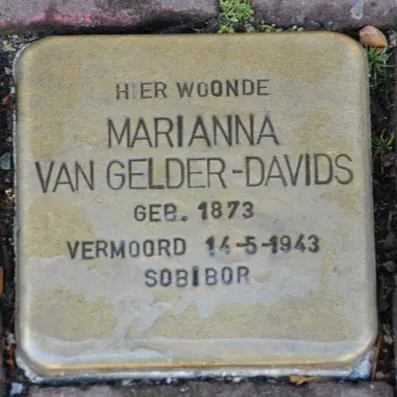 HIER WOONDE
MARIANNA
VAN GELDER-DAVIDS
GEB. 1873
VERMOORD 14-5-1943
SOBIBOR